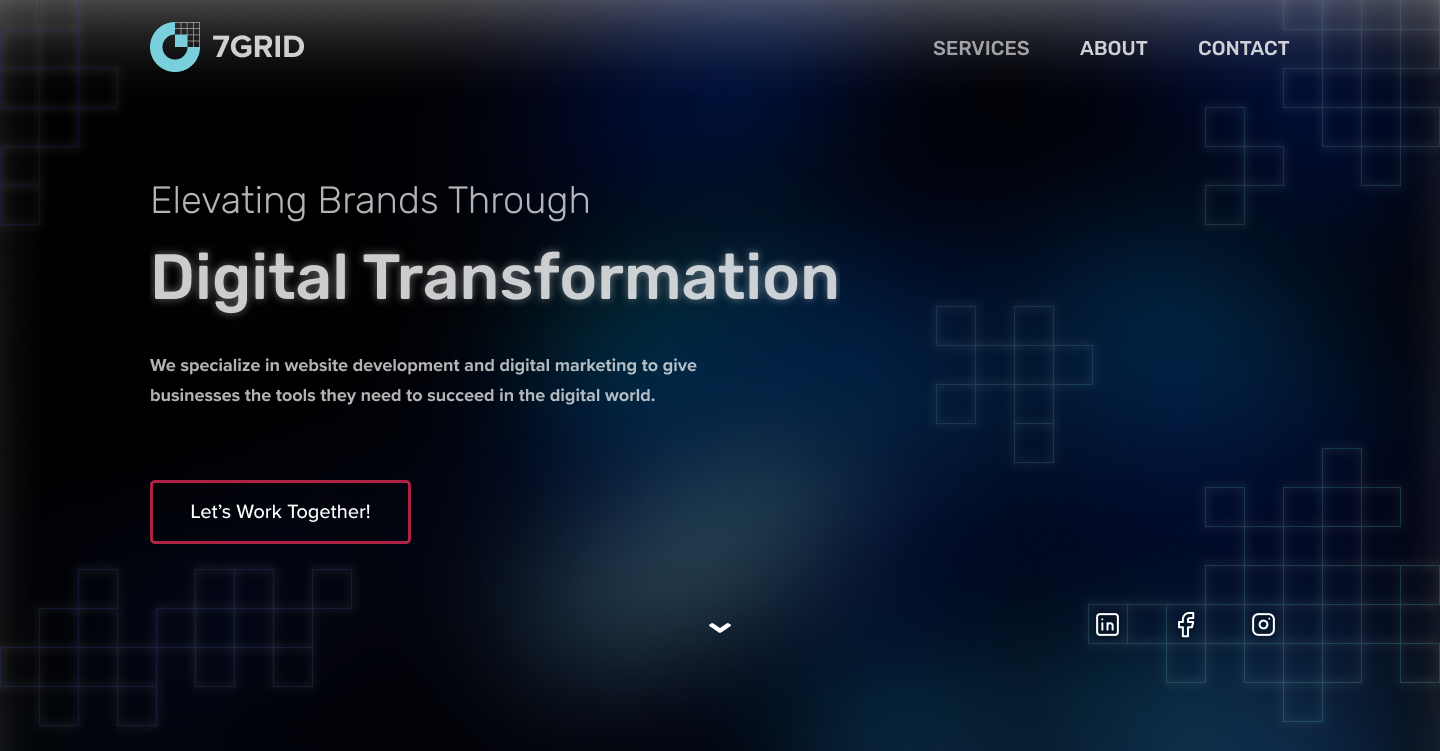 7GRID
SERVICES ABOUT CONTACT
Elevating Brands Through
Digital Transformation
We specialize in website development and digital marketing to give
businesses the tools they need to succeed in the digital world.
Let’s Work Together!